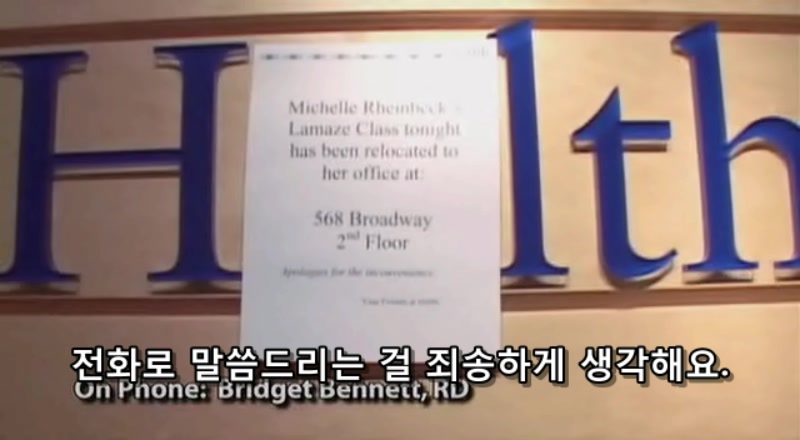 H lth
Michelle Rheinbeck
Lamaze Class tonight
has been relocated to
her office at:
568 Broadway
2nd Floor
Apologies for the inconvenience.
전화로 말씀드리는 걸 죄송하게 생각해요.
On Phone: Bridget Bennett, RD